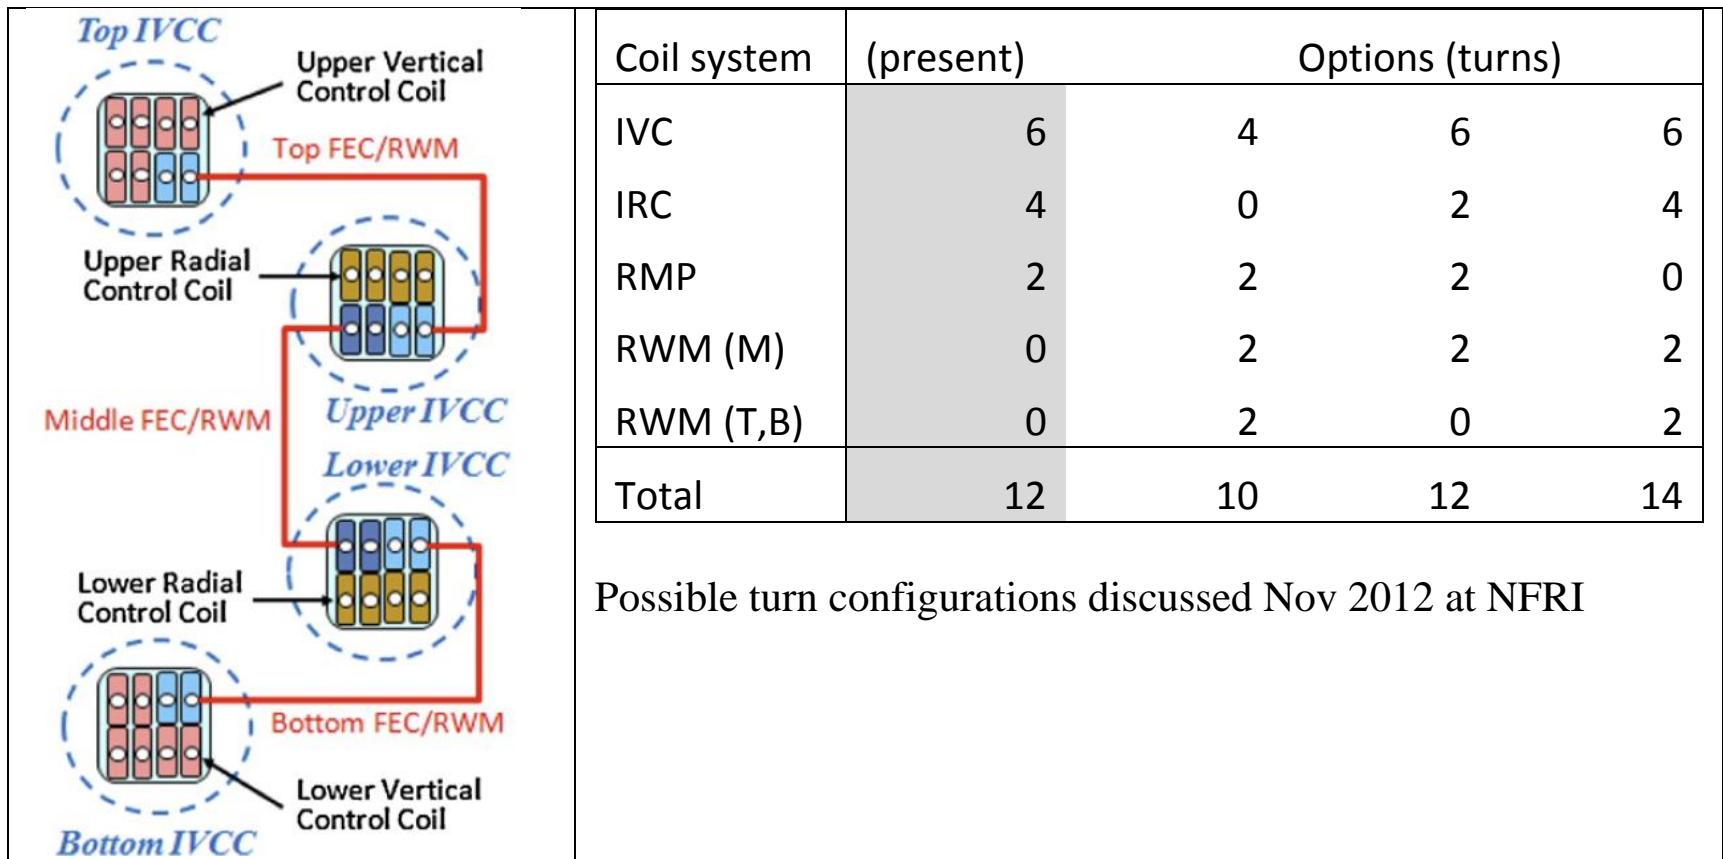 Top IVCC
Upper Vertical
Control Coil
Top FEC/RWM
Upper Radial
Control Coil
Middle FEC/RWM
Upper IVCC
Lower IVCC
Lower Radial
Control Coil
Bottom FEC/RWM
Lower Vertical
Control Coil
Bottom IVCC
Coil system (present) Options (turns)
IVC 6 4 6 6
IRC 4 0 2 4
RMP 2 2 2 0
RWM (M) 0 2 2 2
RWM (T,B) 0 2 0 2
Total 12 10 12 14
Possible turn configurations discussed Nov 2012 at NFRI